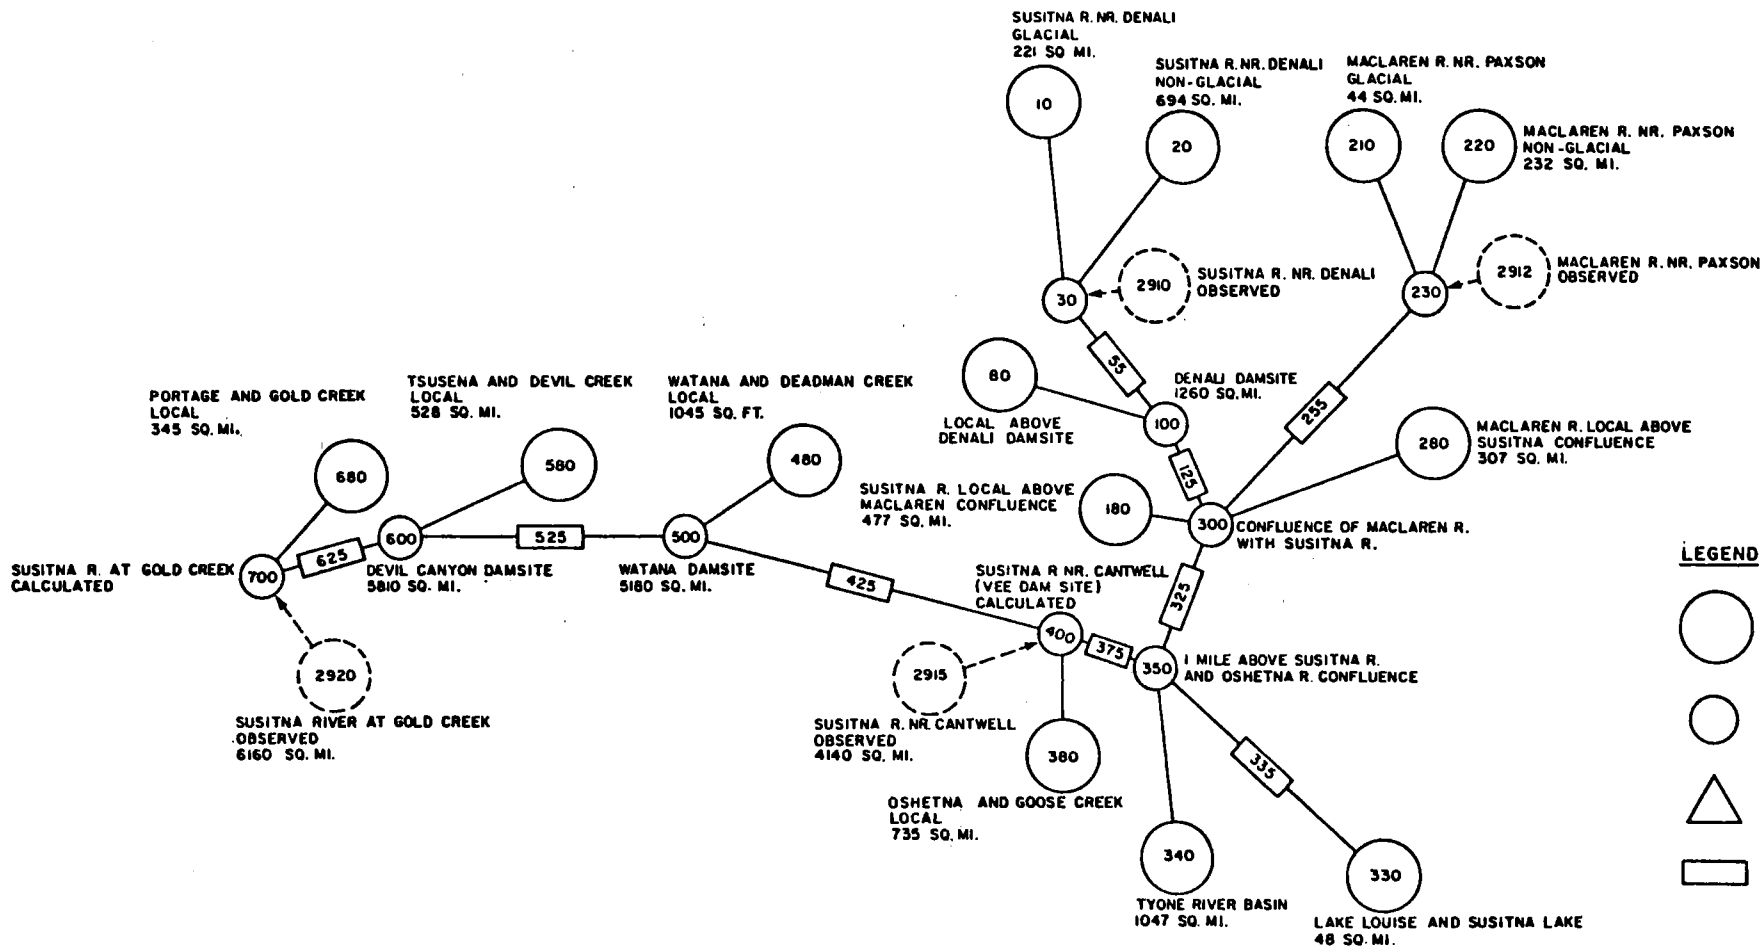 SUSITNA R. NR. DENALI
GLACIAL
221 SQ MI.
10
SUSITNA R. NR. DENALI
NON-GLACIAL
694 SQ. MI.
20
MACLAREN R. NR. PAXSON
GLACIAL
44 SQ. MI.
210
220
MACLAREN R. NR. PAXSON
NON-GLACIAL
232 SQ. MI.
30
2910
SUSITNA R. NR. DENALI
OBSERVED
230
2912
MACLAREN R. NR. PAXSON
OBSERVED
55
255
80
LOCAL ABOVE
DENALI DAMSITE
DENALI DAMSITE
1260 SQ. MI.
100
125
280
MACLAREN R. LOCAL ABOVE
SUSITNA CONFLUENCE
307 SQ. MI.
SUSITNA R. LOCAL ABOVE
MACLAREN CONFLUENCE
477 SQ. MI.
180
300
CONFLUENCE OF MACLAREN R.
WITH SUSITNA R.
325
PORTAGE AND GOLD CREEK
LOCAL
345 SQ. MI.
680
TSUSENA AND DEVIL CREEK
LOCAL
528 SQ. MI.
580
WATANA AND DEADMAN CREEK
LOCAL
1045 SQ. FT.
480
SUSITNA R. AT GOLD CREEK
CALCULATED
700
625
600
DEVIL CANYON DAMSITE
5810 SQ. MI.
525
500
WATANA DAMSITE
5180 SQ. MI.
425
SUSITNA R NR. CANTWELL
(VEE DAM SITE)
CALCULATED
400
375
350
1 MILE ABOVE SUSITNA R.
AND OSHETNA R. CONFLUENCE
2920
SUSITNA RIVER AT GOLD CREEK
OBSERVED
6160 SQ. MI.
2915
SUSITNA R. NR. CANTWELL
OBSERVED
4140 SQ. MI.
380
OSHETNA AND GOOSE CREEK
LOCAL
735 SQ. MI.
335
340
TYONE RIVER BASIN
1047 SQ. MI.
330
LAKE LOUISE AND SUSITNA LAKE
48 SQ. MI.
LEGEND